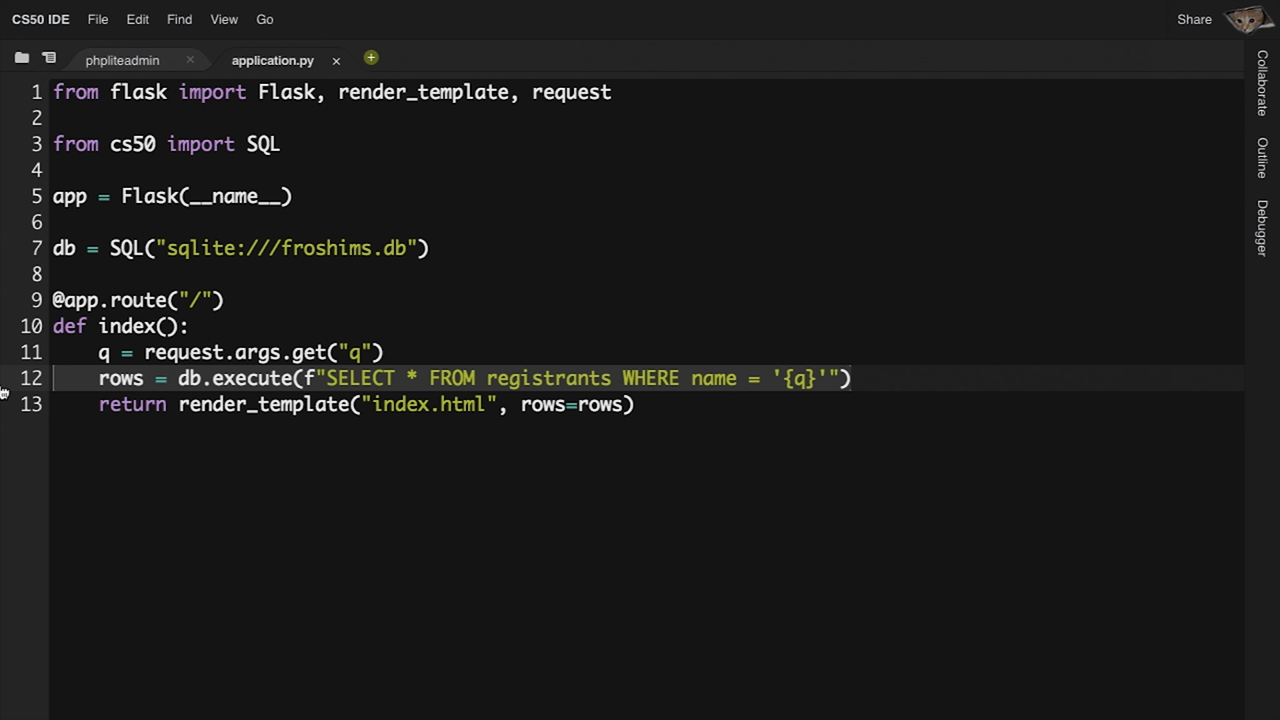 CS50 IDE File Edit Find View Go Share
phpliteadmin × application.py ×
1 from flask import Flask, render_template, request
2
3 from cs50 import SQL
4
5 app = Flask(__name__)
6
7 db = SQL("sqlite:///froshims.db")
8
9 @app.route("/")
10 def index():
11     q = request.args.get("q")
12     rows = db.execute(f"SELECT * FROM registrants WHERE name = '{q}'")
13     return render_template("index.html", rows=rows)
Collaborate
Outline
Debugger